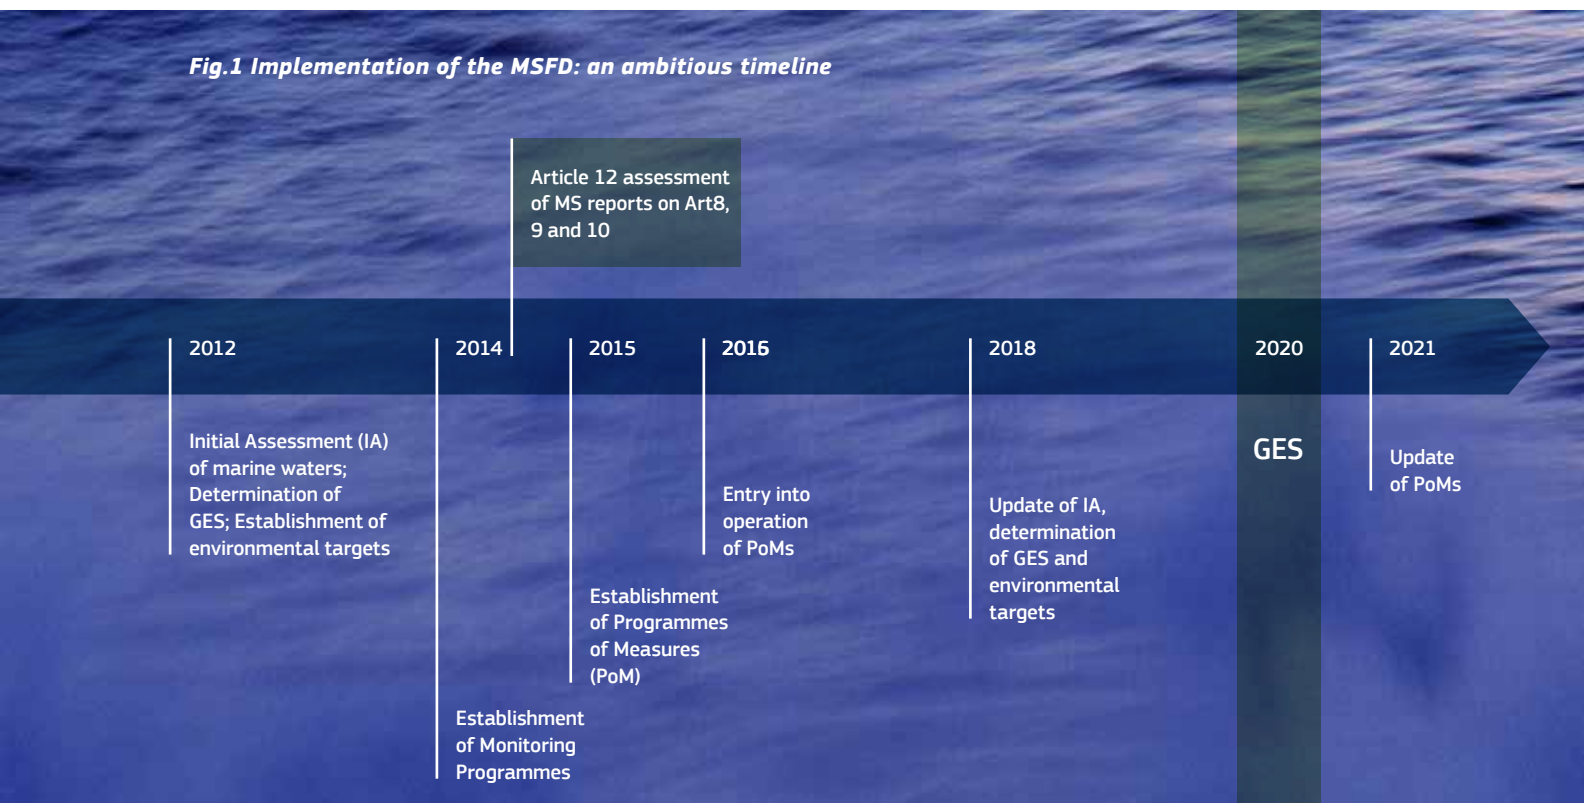 Fig.1 Implementation of the MSFD: an ambitious timeline
Article 12 assessment
of MS reports on Art8,
9 and 10
2012
2014
2015
2016
2018
2020
2021
Initial Assessment (IA)
of marine waters;
Determination of
GES; Establishment of
environmental targets
Establishment
of Monitoring
Programmes
Establishment
of Programmes
of Measures
(PoM)
Entry into
operation
of PoMs
Update of IA,
determination
of GES and
environmental
targets
GES
Update
of PoMs